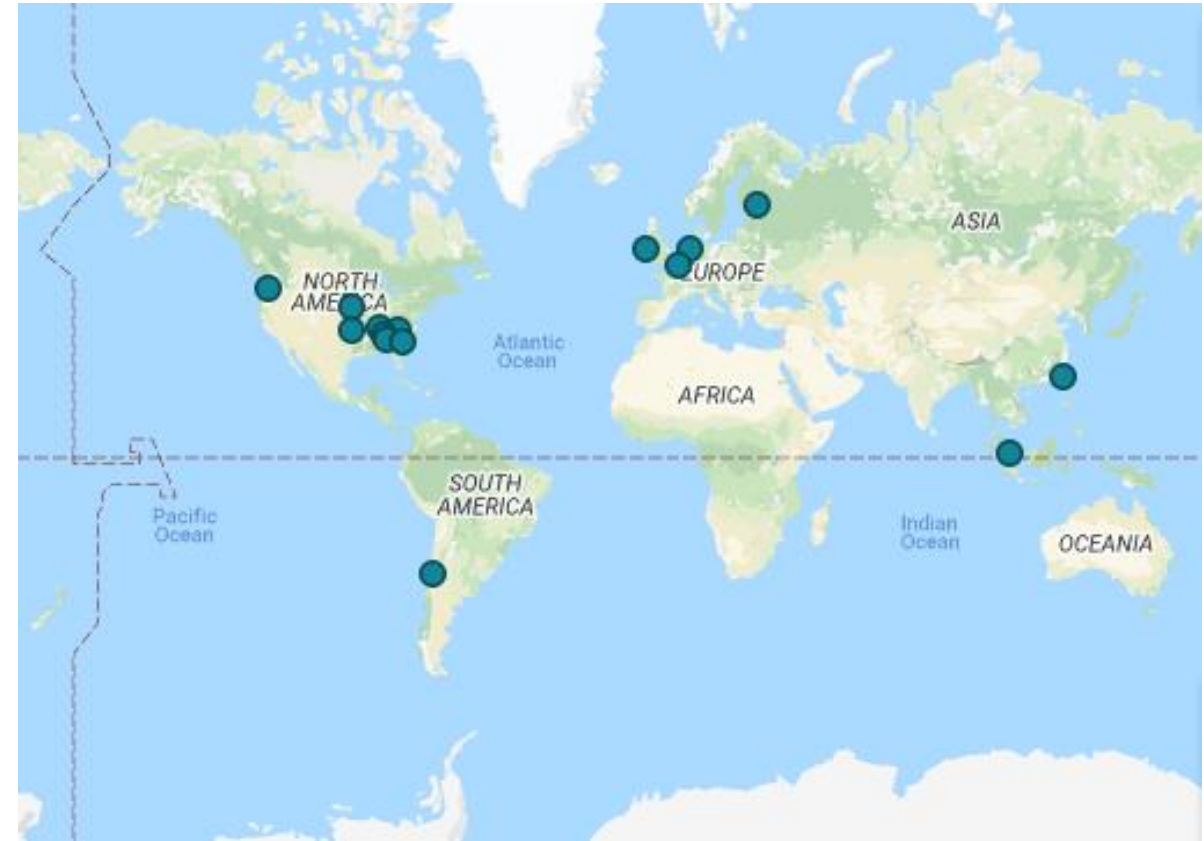 ASIA
NORTH
AMERICA
EUROPE
Atlantic
Ocean
AFRICA
SOUTH
AMERICA
Pacific
Ocean
Indian
Ocean
OCEANIA